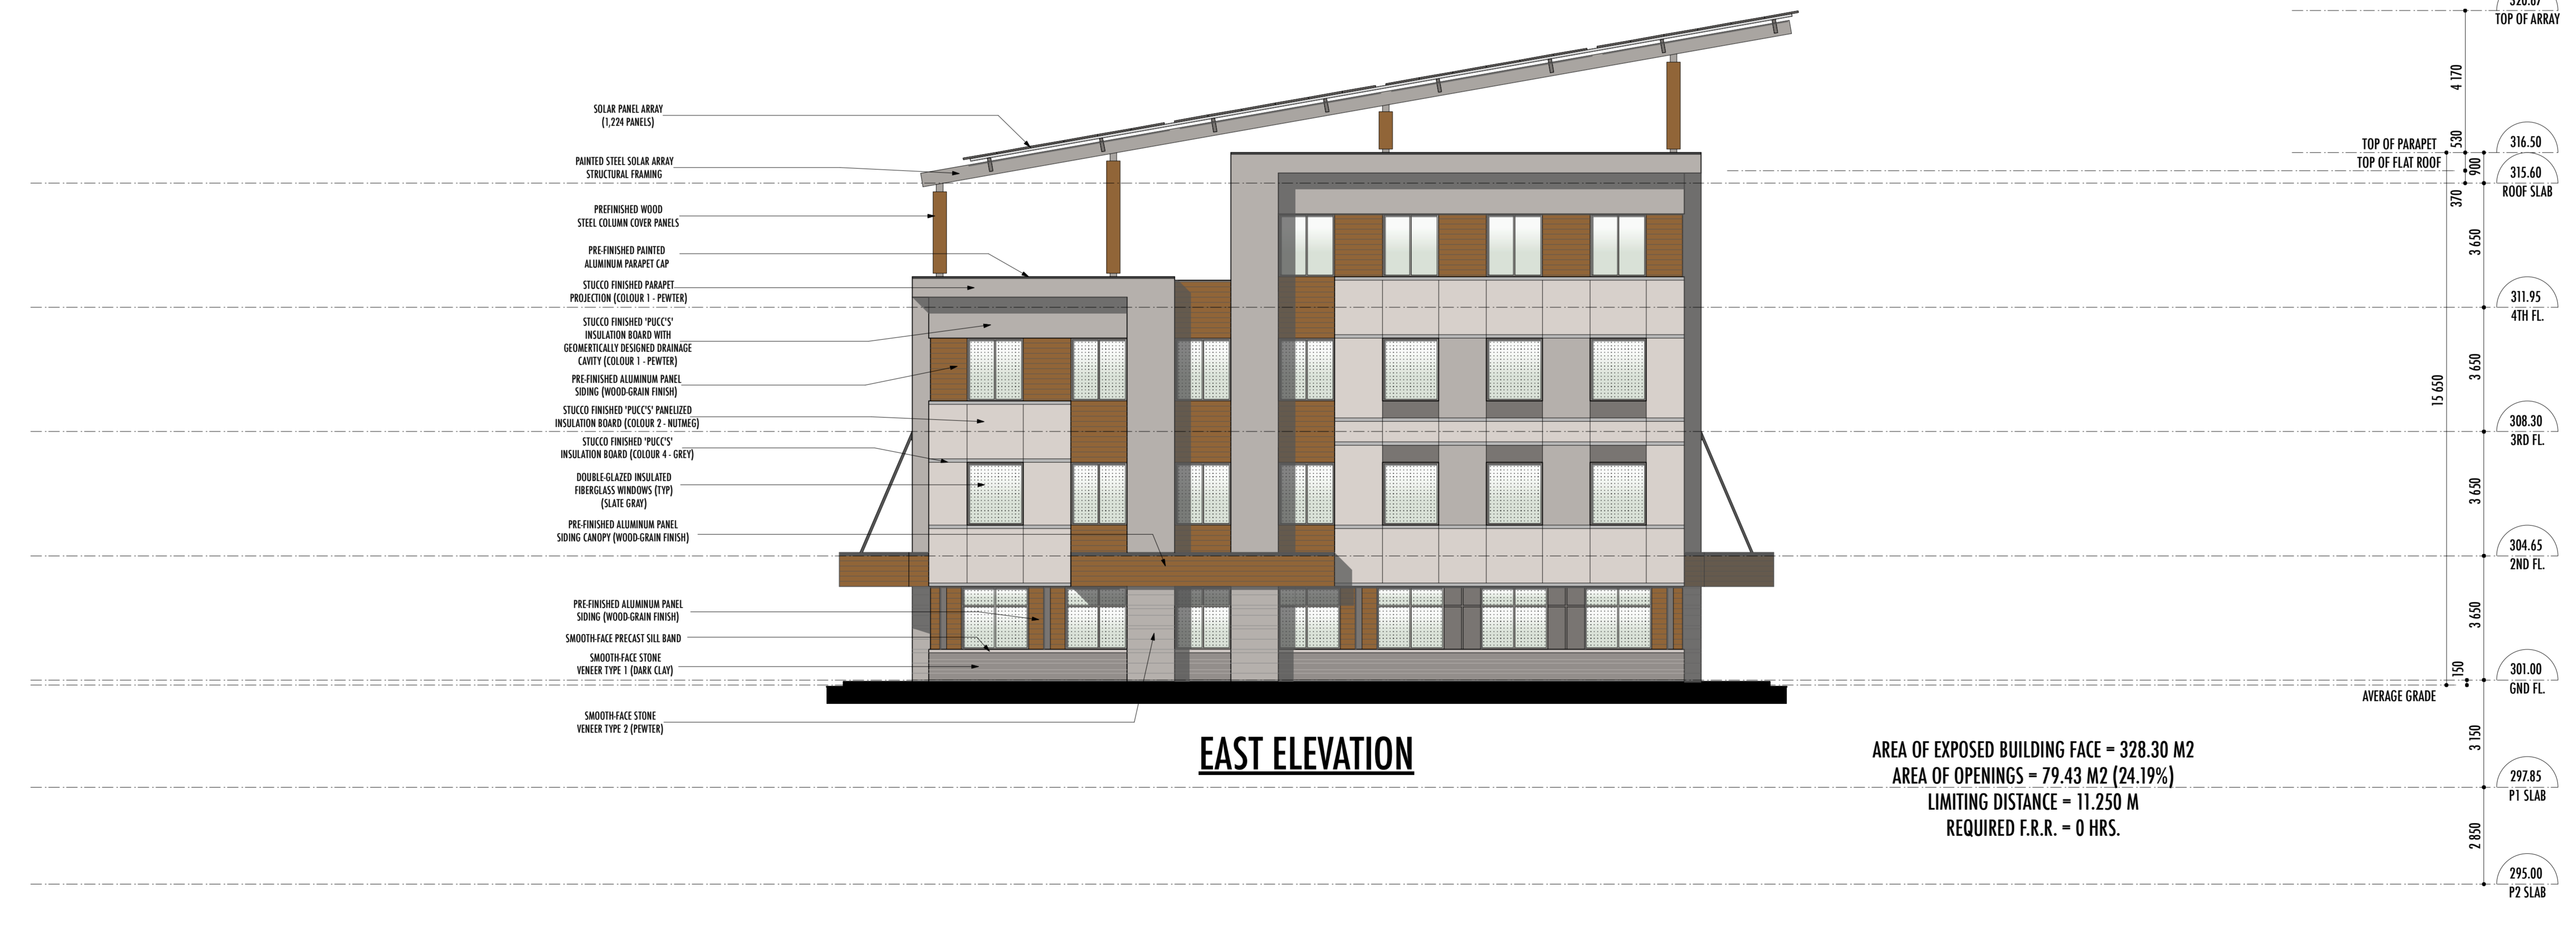 320.67
TOP OF ARRAY
SOLAR PANEL ARRAY
(1,224 PANELS)
PAINTED STEEL SOLAR ARRAY
STRUCTURAL FRAMING
PREFINISHED WOOD
STEEL COLUMN COVER PANELS
PRE-FINISHED PAINTED
ALUMINUM PARAPET CAP
STUCCO FINISHED PARAPET
PROJECTION (COLOUR 1 - PEWTER)
STUCCO FINISHED 'PUCC'S'
INSULATION BOARD WITH
GEOMERTICALLY DESIGNED DRAINAGE
CAVITY (COLOUR 1 - PEWTER)
PRE-FINISHED ALUMINUM PANEL
SIDING (WOOD-GRAIN FINISH)
STUCCO FINISHED 'PUCC'S' PANELIZED
INSULATION BOARD (COLOUR 2 - NUTMEG)
STUCCO FINISHED 'PUCC'S'
INSULATION BOARD (COLOUR 4 - GREY)
DOUBLE-GLAZED INSULATED
FIBERGLASS WINDOWS (TYP)
(SLATE GRAY)
PRE-FINISHED ALUMINUM PANEL
SIDING CANOPY (WOOD-GRAIN FINISH)
PRE-FINISHED ALUMINUM PANEL
SIDING (WOOD-GRAIN FINISH)
SMOOTH-FACE PRECAST SILL BAND
SMOOTH-FACE STONE
VENEER TYPE 1 (DARK CLAY)
SMOOTH-FACE STONE
VENEER TYPE 2 (PEWTER)
EAST ELEVATION
AREA OF EXPOSED BUILDING FACE = 328.30 M2
AREA OF OPENINGS = 79.43 M2 (24.19%)
LIMITING DISTANCE = 11.250 M
REQUIRED F.R.R. = 0 HRS.
TOP OF PARAPET
TOP OF FLAT ROOF
AVERAGE GRADE
4 170
530
370
15 650
150
900
3 650
3 650
3 650
3 650
3 150
2 850
316.50
315.60
ROOF SLAB
311.95
4TH FL.
308.30
3RD FL.
304.65
2ND FL.
301.00
GND FL.
297.85
P1 SLAB
295.00
P2 SLAB